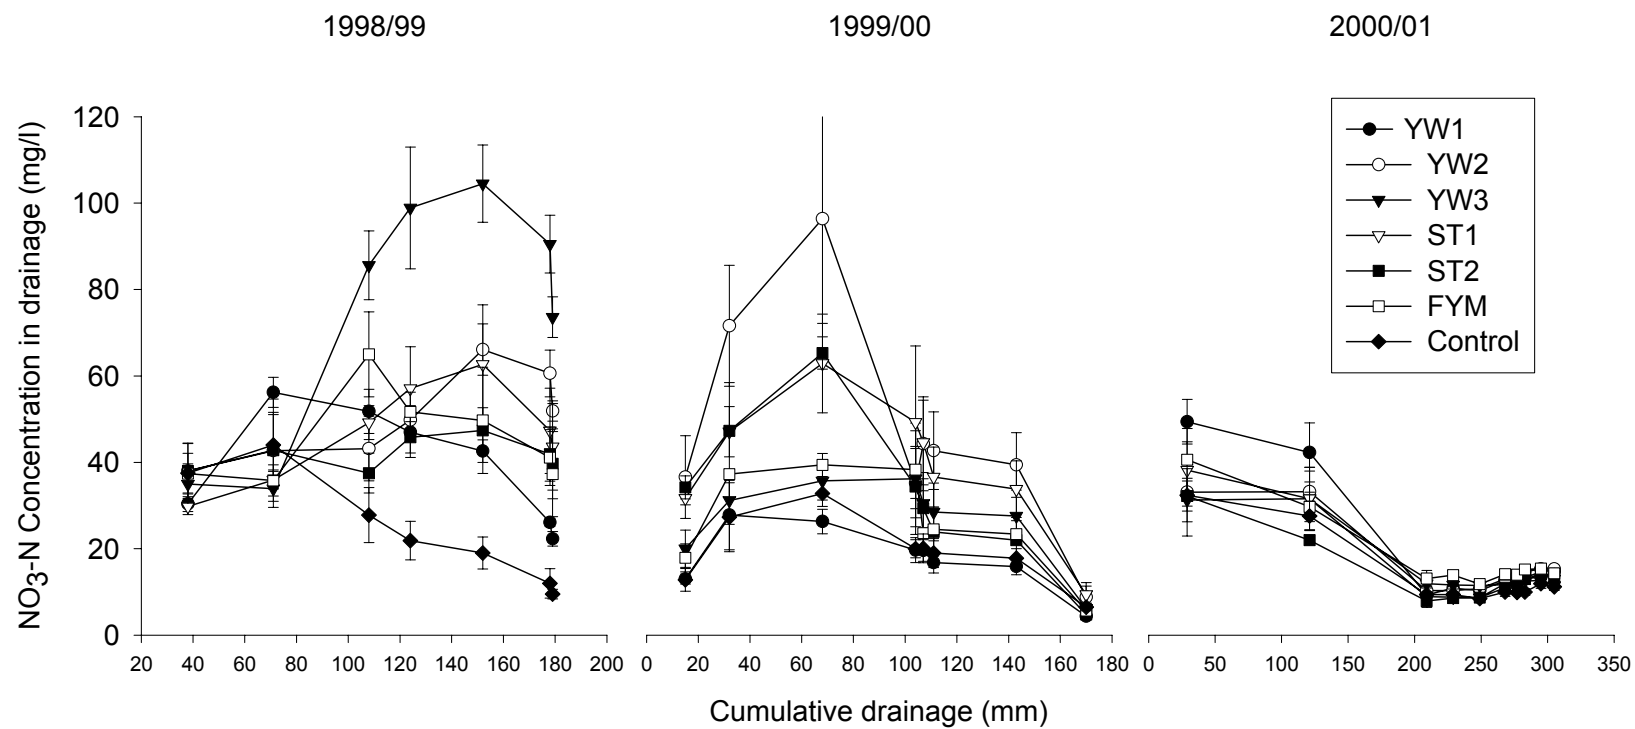 1998/99 1999/00 2000/01
NO3-N Concentration in drainage (mg/l)
120
100
80
60
40
20
0
YW1
YW2
YW3
ST1
ST2
FYM
Control
20 40 60 80 100 120 140 160 180 200
0 20 40 60 80 100 120 140 160 180
0 50 100 150 200 250 300 350
Cumulative drainage (mm)